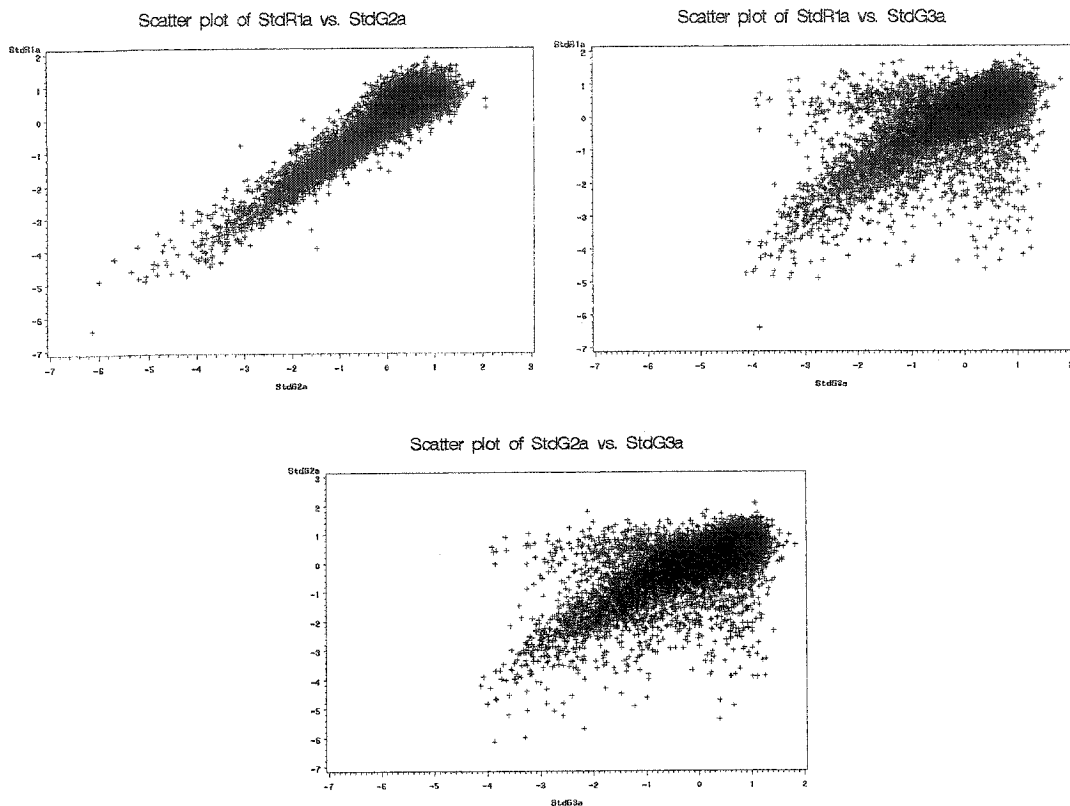 Scatter plot of StdR1a vs. StdG2a
StdR1a
2
1
0
-1
-2
-3
-4
-5
-6
-7
-7 -6 -5 -4 -3 -2 -1 0 1 2 3
StdG2a
Scatter plot of StdR1a vs. StdG3a
StdR1a
2
1
0
-1
-2
-3
-4
-5
-6
-7
-7 -6 -5 -4 -3 -2 -1 0 1 2
StdG3a
Scatter plot of StdG2a vs. StdG3a
StdG2a
3
2
1
0
-1
-2
-3
-4
-5
-6
-7
-7 -6 -5 -4 -3 -2 -1 0 1 2
StdG3a